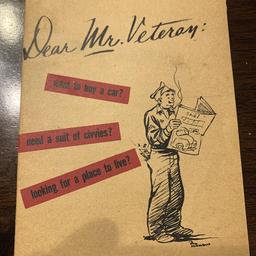 Dear Mr. Veteran:
want to buy a car?
need a suit of civvies?
looking for a place to live?